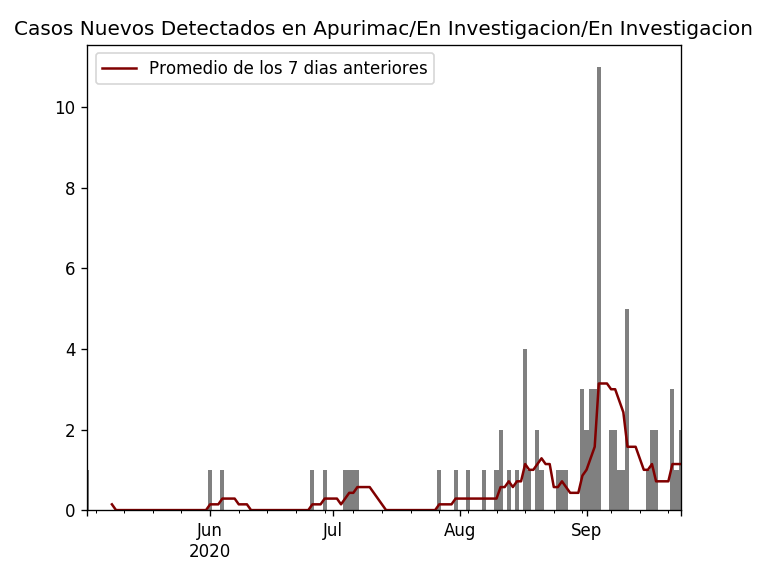 Casos Nuevos Detectados en Apurimac/En Investigacion/En Investigacion
Promedio de los 7 dias anteriores
10
8
6
4
2
0
Jun
2020
Jul
Aug
Sep